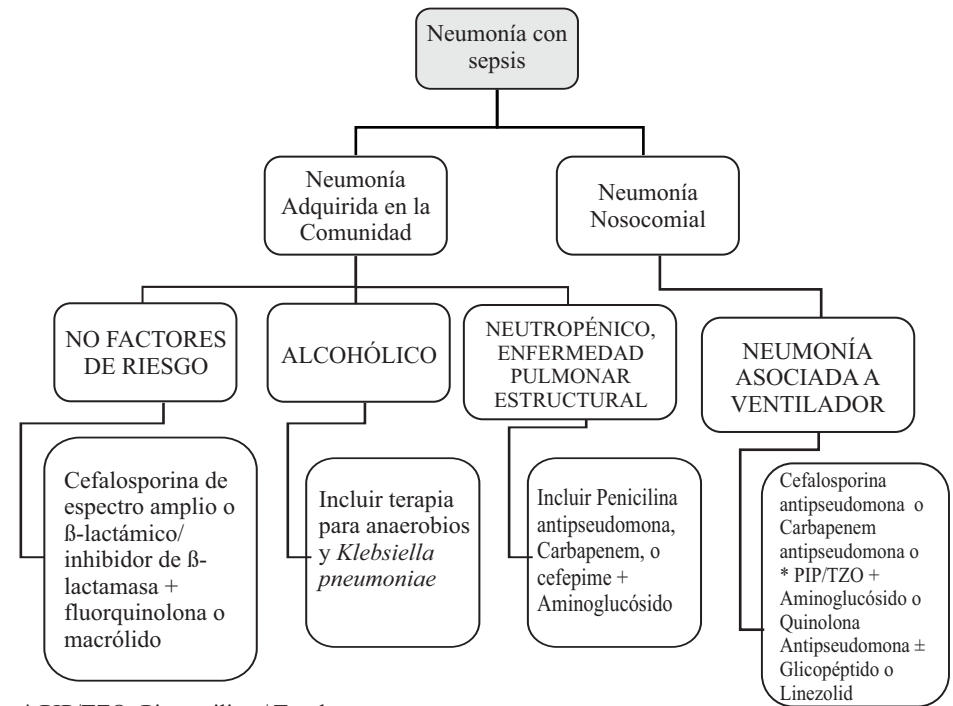 Neumonía con
sepsis
Neumonía
Adquirida en la
Comunidad
Neumonía
Nosocomial
NO FACTORES
DE RIESGO
ALCOHÓLICO
NEUTROPÉNICO,
ENFERMEDAD
PULMONAR
ESTRUCTURAL
NEUMONÍA
ASOCIADA A
VENTILADOR
Cefalosporina de
espectro amplio o
ß-lactámico/
inhibidor de ß-
lactamasa +
fluorquinolona o
macrólido
Incluir terapia
para anaerobios
y Klebsiella
pneumoniae
Incluir Penicilina
antipseudomona,
Carbapenem, o
cefepime +
Aminoglucósido
Cefalosporina
antipseudomona o
Carbapenem
antipseudomona o
* PIP/TZO +
Aminoglucósido o
Quinolona
Antipseudomona ±
Glicopéptido o
Linezolid